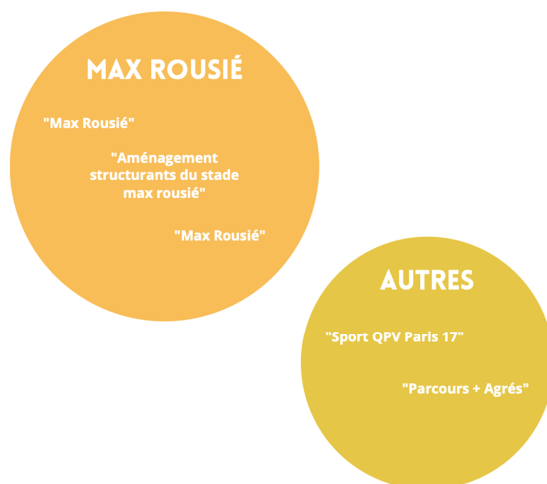 MAX ROUSIÉ
"Max Rousié"
"Aménagement
structurants du stade
max rousié"
"Max Rousié"
AUTRES
"Sport QPV Paris 17"
"Parcours + Agrés"